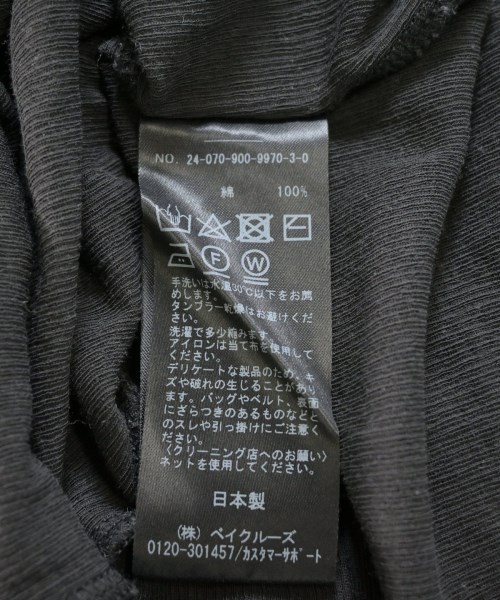 NO. 24-070-900-9970-3-0
綿 100%
F
W
手洗いは水温30℃以下をお薦
めします。
タンブラー乾燥はお避けくだ
さい。
洗濯で多少縮みます。
アイロンは当て布を使用して
ください。
デリケートな製品のため、キ
ズや破れの生じることがあり
ます。バッグやベルト、表面
にざらつきのあるものなどと
のスレや引っ掛けにご注意く
ださい。
〈クリーニング店へのお願い〉
ネットを使用してください。
日本製
(株) ベイクルーズ
0120-301457/カスタマーサポート